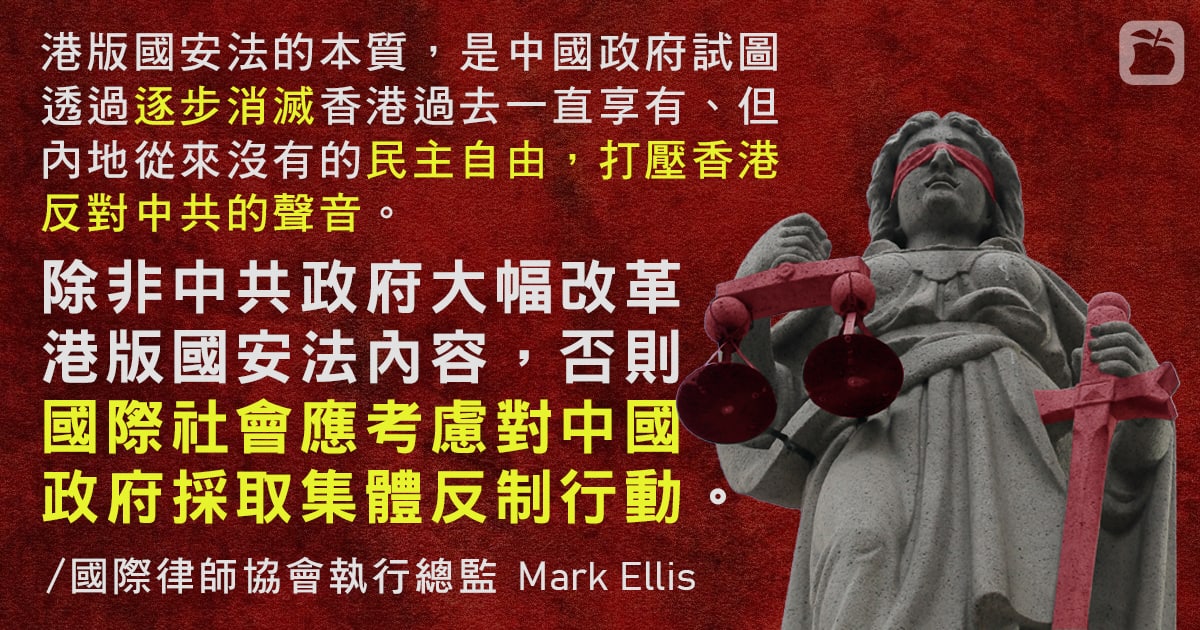 港版國安法的本質，是中國政府試圖
透過逐步消滅香港過去一直享有、但
內地從來沒有的民主自由，打壓香港
反對中共的聲音。
除非中共政府大幅改革
港版國安法內容，否則
國際社會應考慮對中國
政府採取集體反制行動。
/國際律師協會執行總監 Mark Ellis